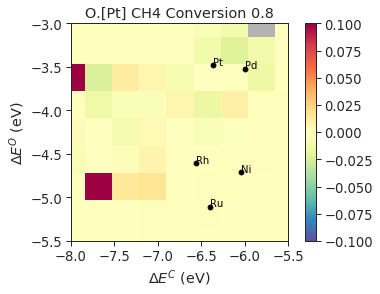 O.[Pt] CH4 Conversion 0.8
−3.0
−3.5
−4.0
−4.5
−5.0
−5.5
ΔE^O (eV)
Pt
Pd
Rh
Ni
Ru
−8.0 −7.5 −7.0 −6.5 −6.0 −5.5
ΔE^C (eV)
0.100
0.075
0.050
0.025
0.000
−0.025
−0.050
−0.075
−0.100